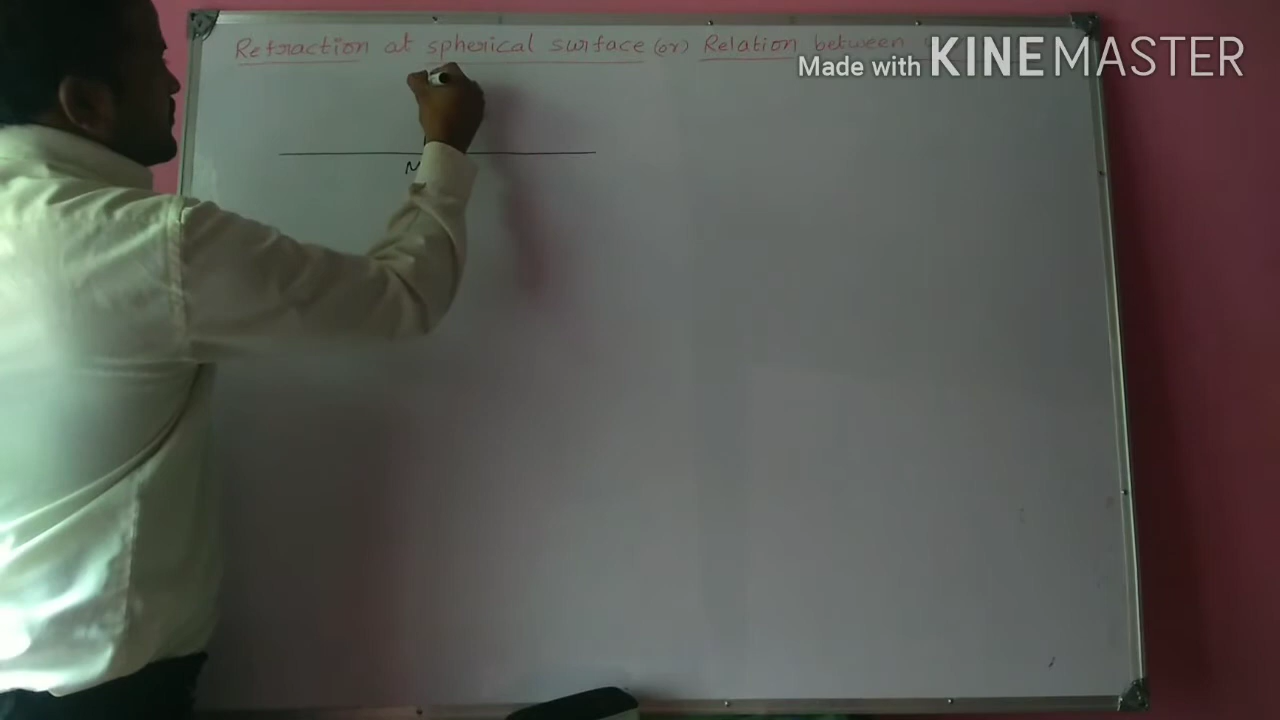 Refraction at spherical surface (or) Relation between
Made with KINEMASTER
N